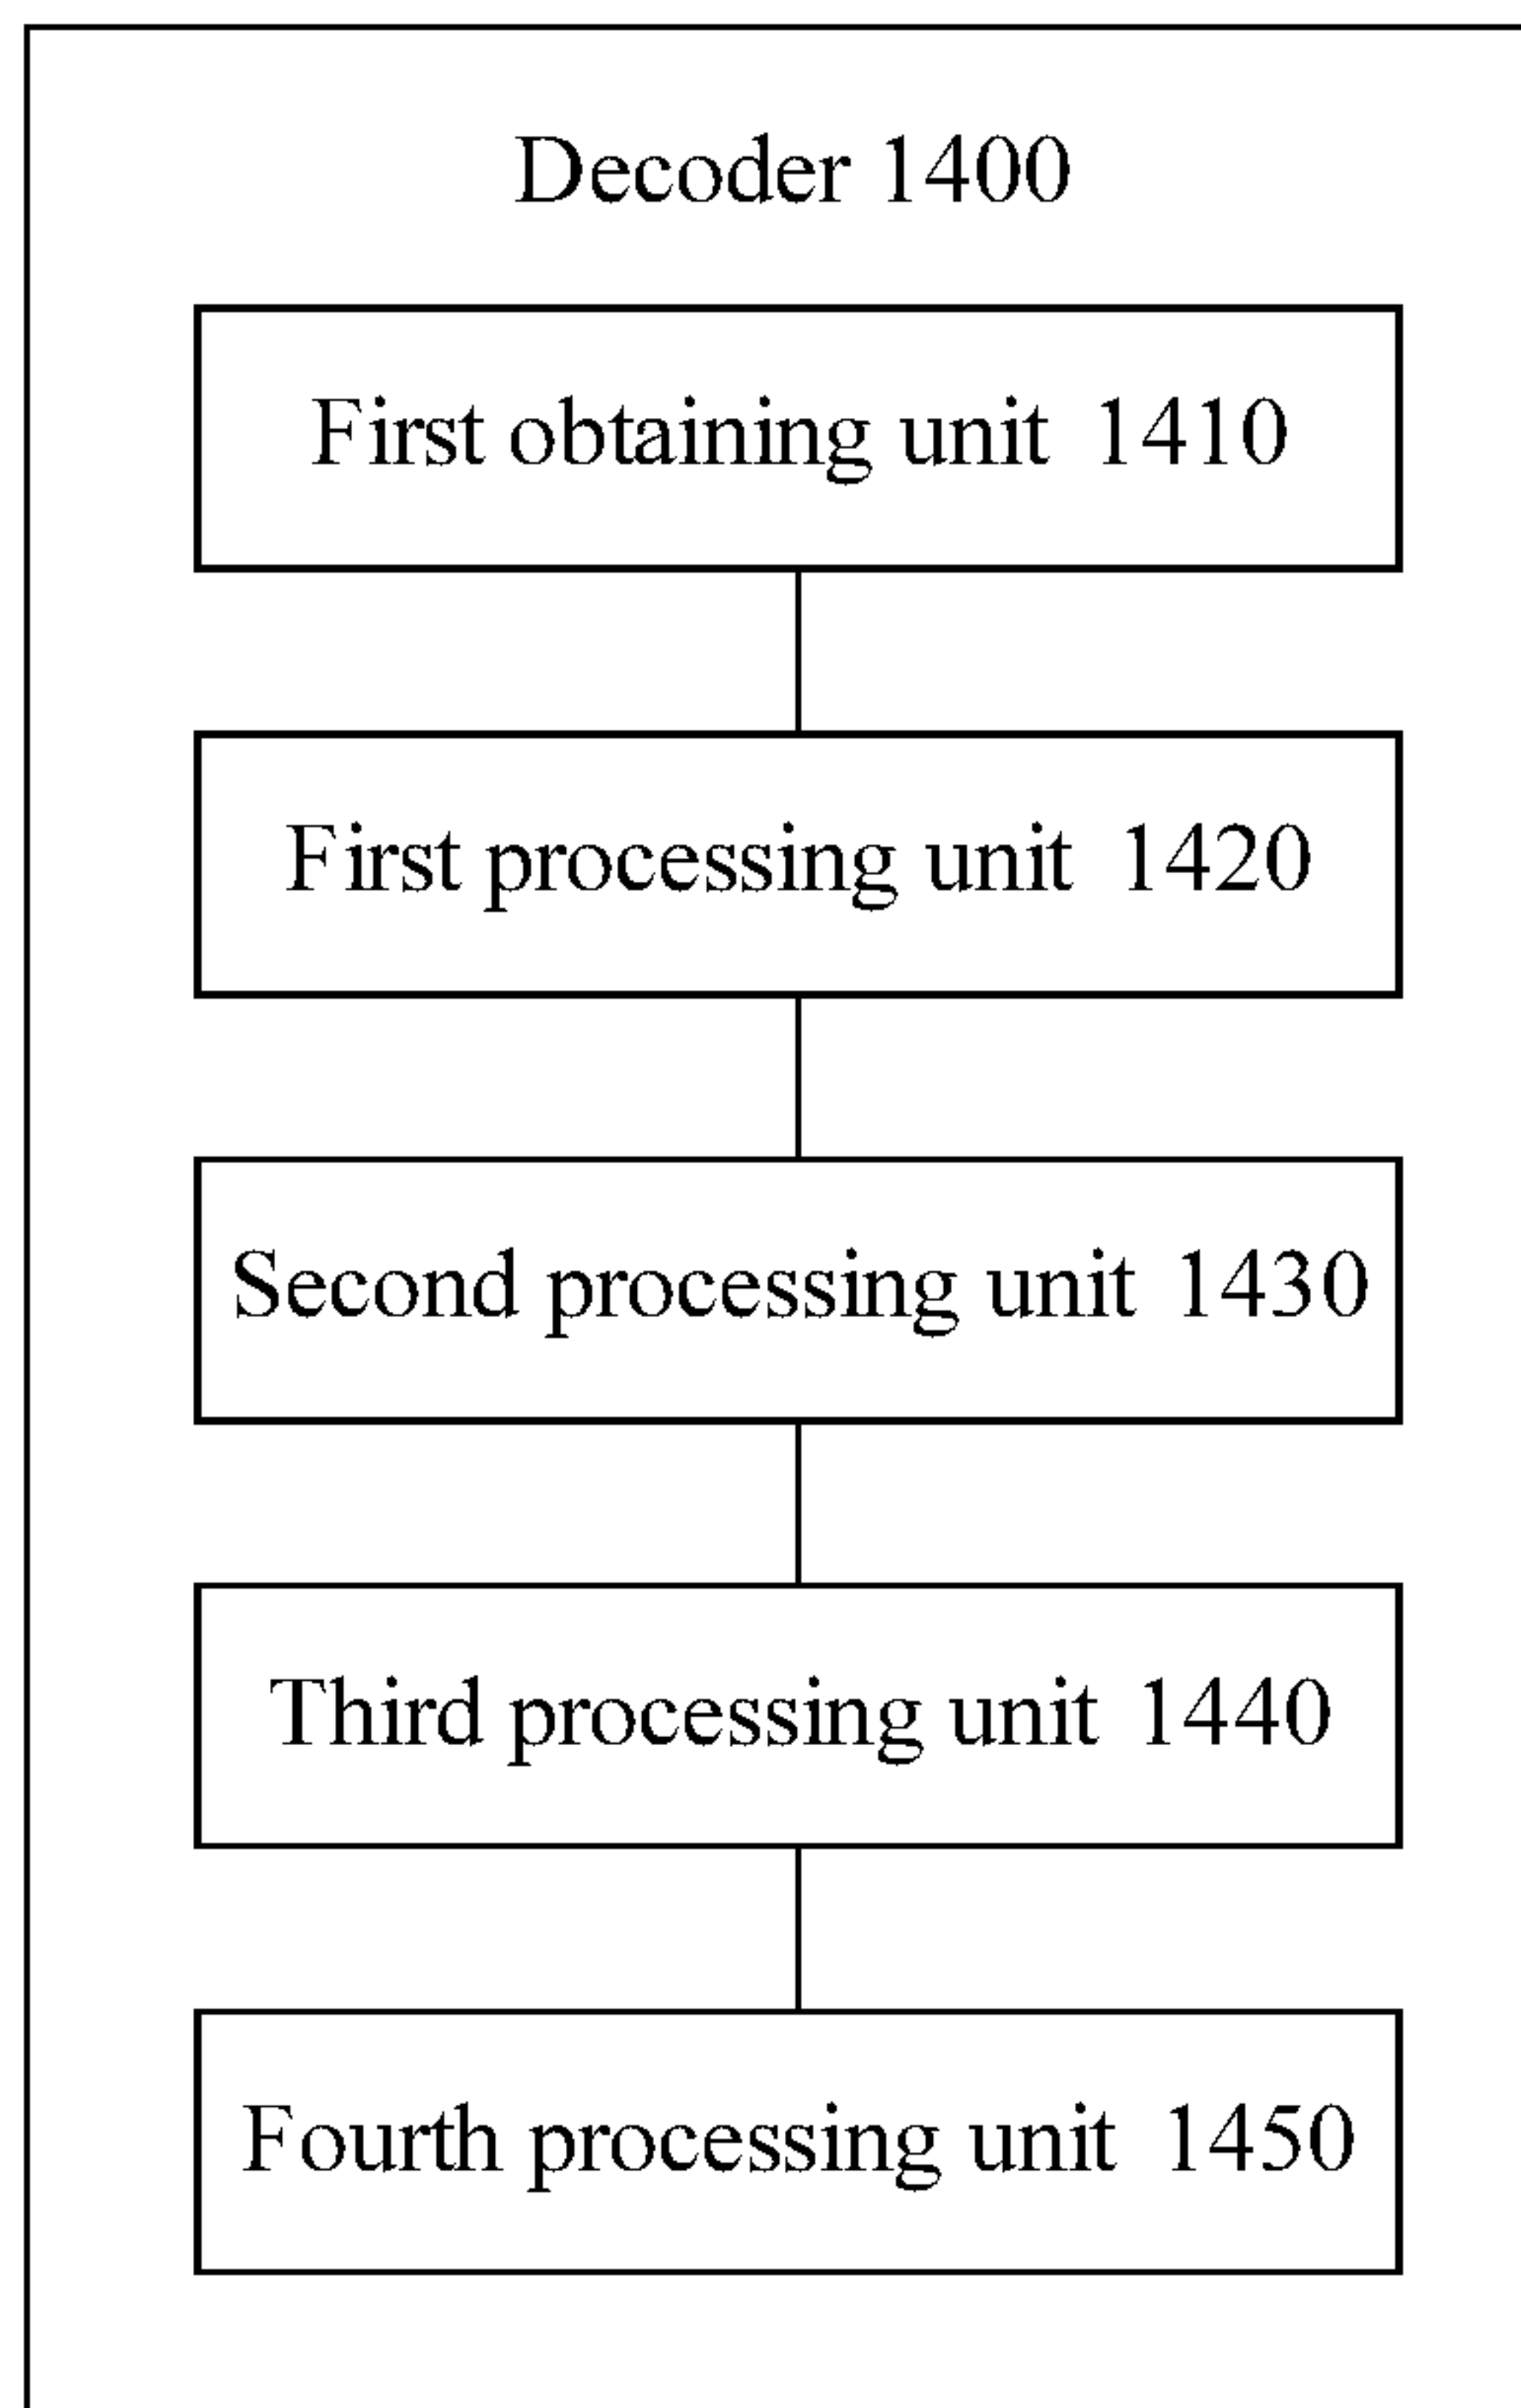 Decoder 1400
First obtaining unit 1410
First processing unit 1420
Second processing unit 1430
Third processing unit 1440
Fourth processing unit 1450